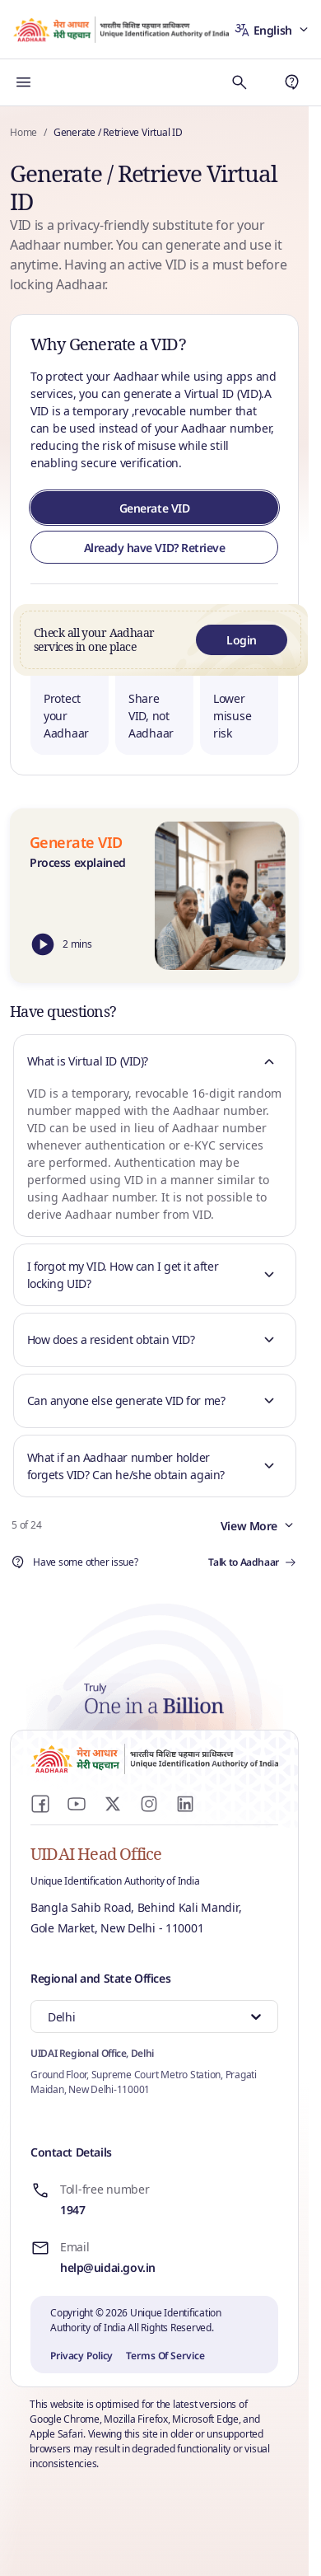 मेरा आधार
मेरी पहचान
भारतीय विशिष्ट पहचान प्राधिकरण
Unique Identification Authority of India
English
Home / Generate / Retrieve Virtual ID
Generate / Retrieve Virtual
ID
VID is a privacy-friendly substitute for your
Aadhaar number. You can generate and use it
anytime. Having an active VID is a must before
locking Aadhaar.
Why Generate a VID?
To protect your Aadhaar while using apps and
services, you can generate a Virtual ID (VID).A
VID is a temporary ,revocable number that
can be used instead of your Aadhaar number,
reducing the risk of misuse while still
enabling secure verification.
Generate VID
Already have VID? Retrieve
Check all your Aadhaar
services in one place
Login
Protect
your
Aadhaar
Share
VID, not
Aadhaar
Lower
misuse
risk
Generate VID
Process explained
2 mins
Have questions?
What is Virtual ID (VID)?
VID is a temporary, revocable 16-digit random
number mapped with the Aadhaar number.
VID can be used in lieu of Aadhaar number
whenever authentication or e-KYC services
are performed. Authentication may be
performed using VID in a manner similar to
using Aadhaar number. It is not possible to
derive Aadhaar number from VID.
I forgot my VID. How can I get it after
locking UID?
How does a resident obtain VID?
Can anyone else generate VID for me?
What if an Aadhaar number holder
forgets VID? Can he/she obtain again?
5 of 24
View More
Have some other issue?
Talk to Aadhaar
Truly
One in a Billion
मेरा आधार
मेरी पहचान
भारतीय विशिष्ट पहचान प्राधिकरण
Unique Identification Authority of India
UIDAI Head Office
Unique Identification Authority of India
Bangla Sahib Road, Behind Kali Mandir,
Gole Market, New Delhi - 110001
Regional and State Offices
Delhi
UIDAI Regional Office, Delhi
Ground Floor, Supreme Court Metro Station, Pragati
Maidan, New Delhi-110001
Contact Details
Toll-free number
1947
Email
help@uidai.gov.in
Copyright © 2026 Unique Identification
Authority of India All Rights Reserved.
Privacy Policy Terms Of Service
This website is optimised for the latest versions of
Google Chrome, Mozilla Firefox, Microsoft Edge, and
Apple Safari. Viewing this site in older or unsupported
browsers may result in degraded functionality or visual
inconsistencies.